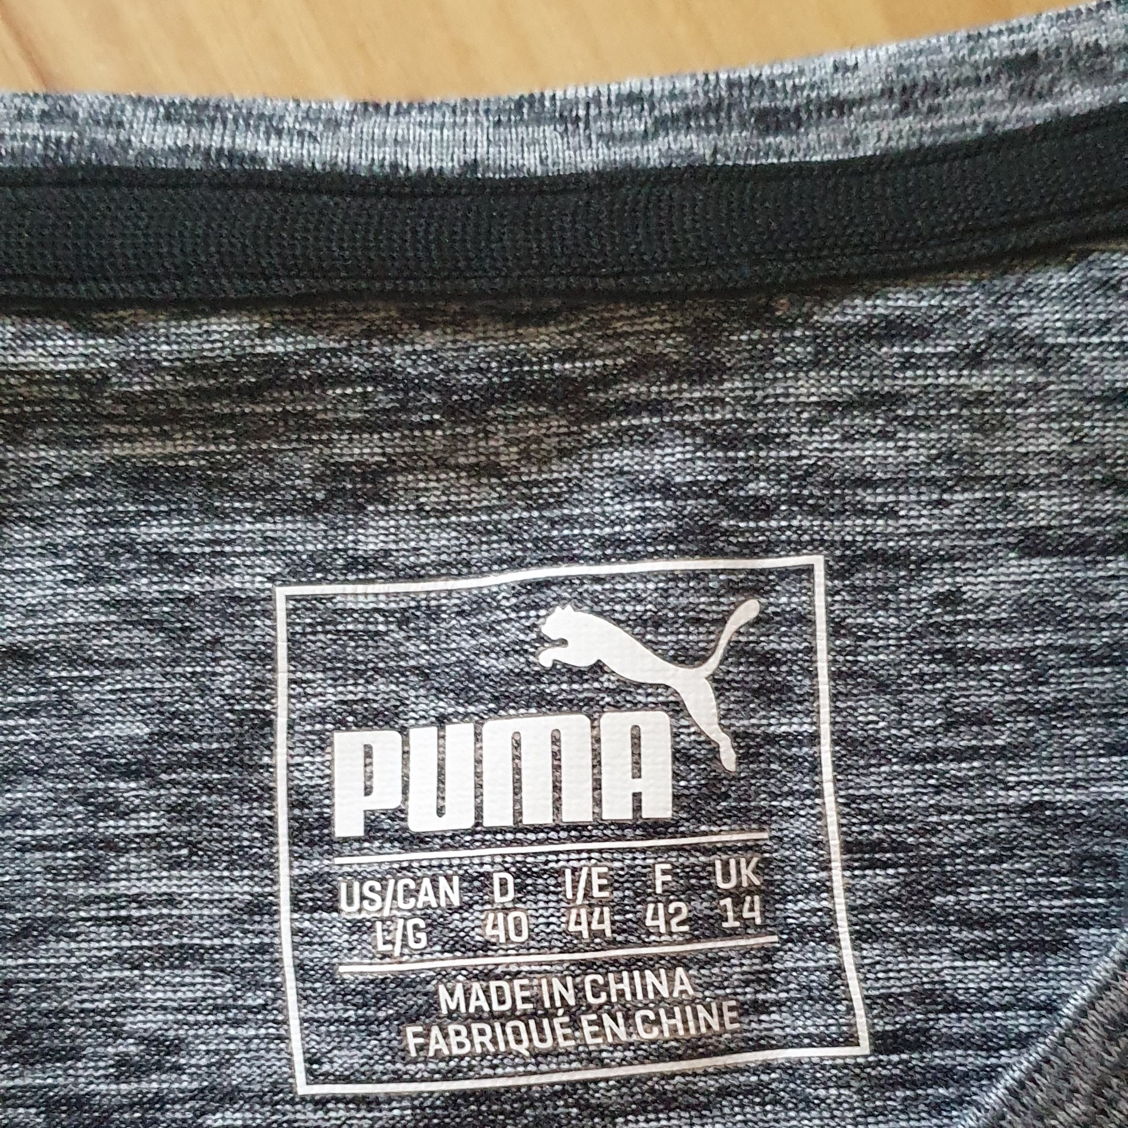 PUMA
US/CAN D I/E F UK
L/G 40 44 42 14
MADE IN CHINA
FABRIQUÉ EN CHINE